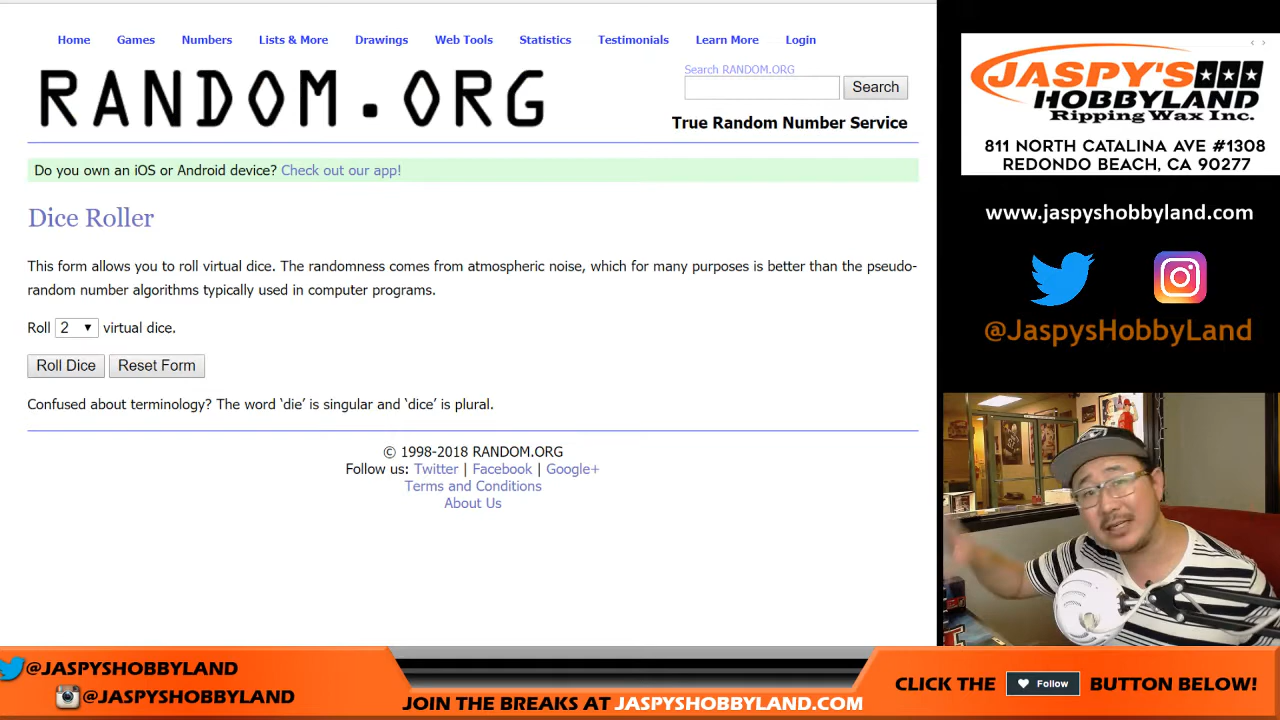 Home Games Numbers Lists & More Drawings Web Tools Statistics Testimonials Learn More Login
RANDOM.ORG
Search RANDOM.ORG
Search
True Random Number Service
Do you own an iOS or Android device? Check out our app!
Dice Roller
This form allows you to roll virtual dice. The randomness comes from atmospheric noise, which for many purposes is better than the pseudo-
random number algorithms typically used in computer programs.
Roll 2 virtual dice.
Roll Dice Reset Form
Confused about terminology? The word ‘die’ is singular and ‘dice’ is plural.
© 1998-2018 RANDOM.ORG
Follow us: Twitter | Facebook | Google+
Terms and Conditions
About Us
JASPY'S
HOBBYLAND
Ripping Wax Inc.
811 NORTH CATALINA AVE #1308
REDONDO BEACH, CA 90277
www.jaspyshobbyland.com
@JaspysHobbyLand
@JASPYSHOBBYLAND
@JASPYSHOBBYLAND
JOIN THE BREAKS AT JASPYSHOBBYLAND.COM
CLICK THE Follow BUTTON BELOW!